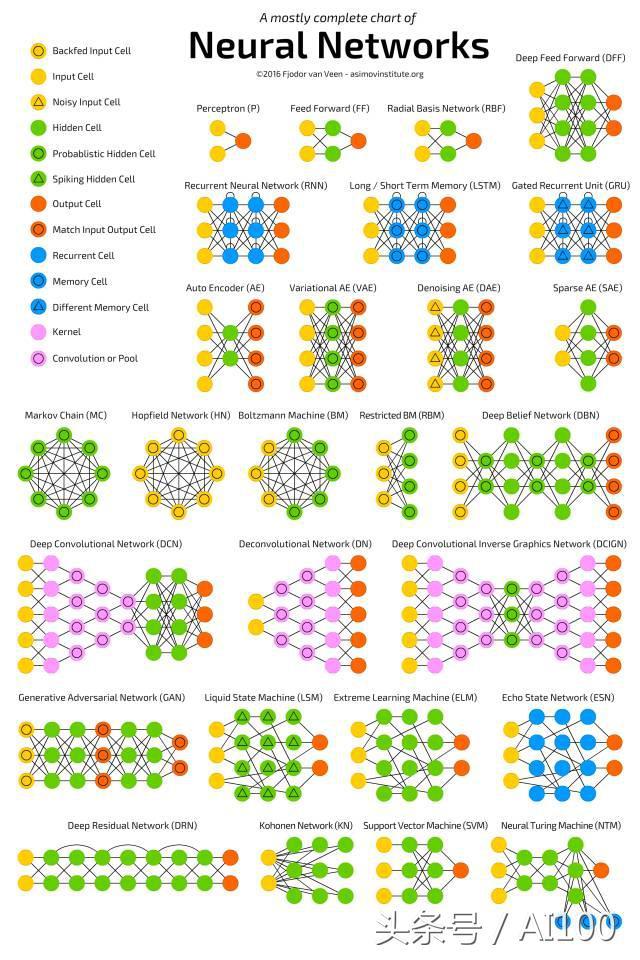 A mostly complete chart of
Neural Networks
©2016 Fjodor van Veen - asimovinstitute.org
Backfed Input Cell
Input Cell
Noisy Input Cell
Hidden Cell
Probablistic Hidden Cell
Spiking Hidden Cell
Output Cell
Match Input Output Cell
Recurrent Cell
Memory Cell
Different Memory Cell
Kernel
Convolution or Pool
Deep Feed Forward (DFF)
Perceptron (P)
Feed Forward (FF)
Radial Basis Network (RBF)
Recurrent Neural Network (RNN)
Long / Short Term Memory (LSTM)
Gated Recurrent Unit (GRU)
Auto Encoder (AE)
Variational AE (VAE)
Denoising AE (DAE)
Sparse AE (SAE)
Markov Chain (MC)
Hopfield Network (HN)
Boltzmann Machine (BM)
Restricted BM (RBM)
Deep Belief Network (DBN)
Deep Convolutional Network (DCN)
Deconvolutional Network (DN)
Deep Convolutional Inverse Graphics Network (DCIGN)
Generative Adversarial Network (GAN)
Liquid State Machine (LSM)
Extreme Learning Machine (ELM)
Echo State Network (ESN)
Deep Residual Network (DRN)
Kohonen Network (KN)
Support Vector Machine (SVM)
Neural Turing Machine (NTM)
头条号 / AI100